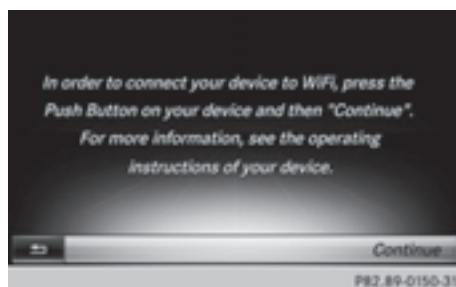 In order to connect your device to WiFi, press the
Push Button on your device and then "Continue".
For more information, see the operating
instructions of your device.
Continue
P82.89-0150-31